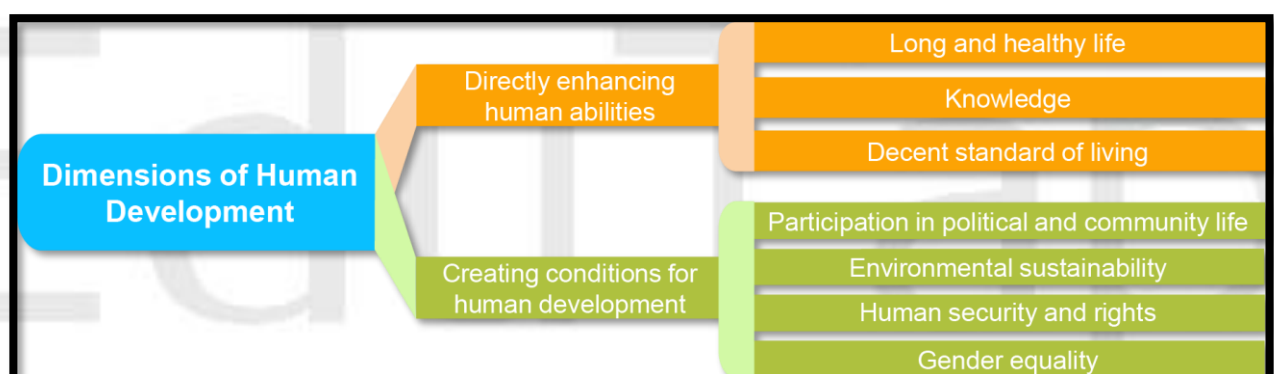 Dimensions of Human
Development
Directly enhancing
human abilities
Long and healthy life
Knowledge
Decent standard of living
Creating conditions for
human development
Participation in political and community life
Environmental sustainability
Human security and rights
Gender equality